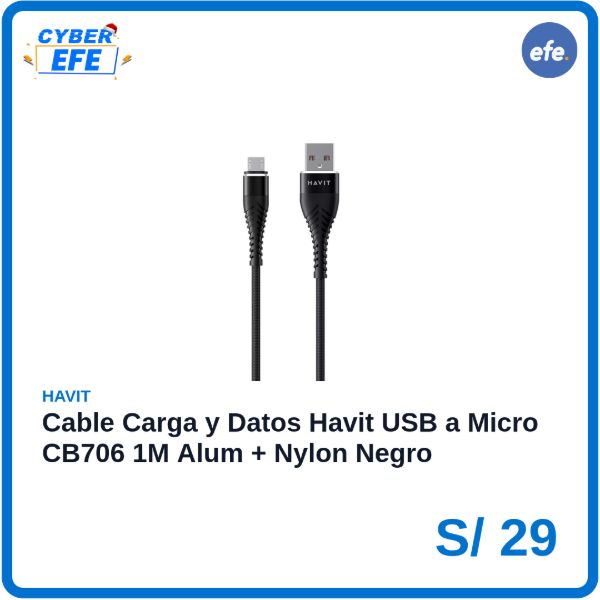 CYBER
EFE
efe.
HAVIT
HAVIT
Cable Carga y Datos Havit USB a Micro
CB706 1M Alum + Nylon Negro
S/ 29